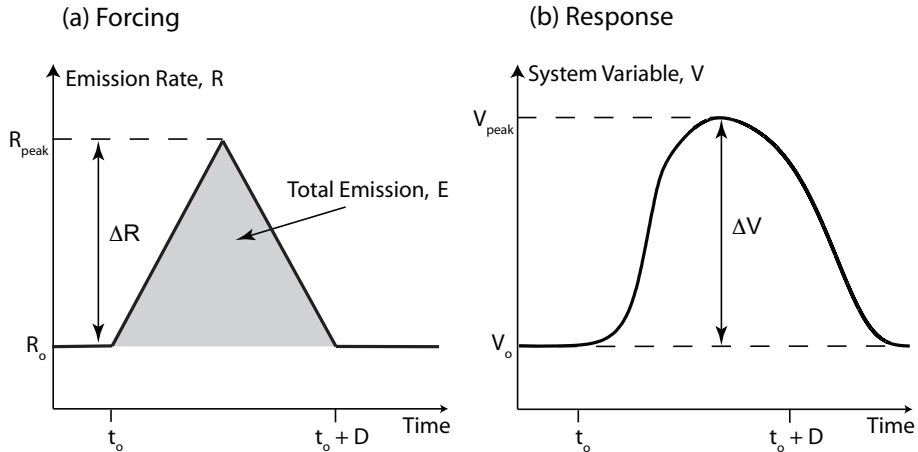 (a) Forcing
Emission Rate, R
R_peak
Total Emission, E
ΔR
R_o
Time
t_o
t_o + D
(b) Response
System Variable, V
V_peak
ΔV
V_o
Time
t_o
t_o + D